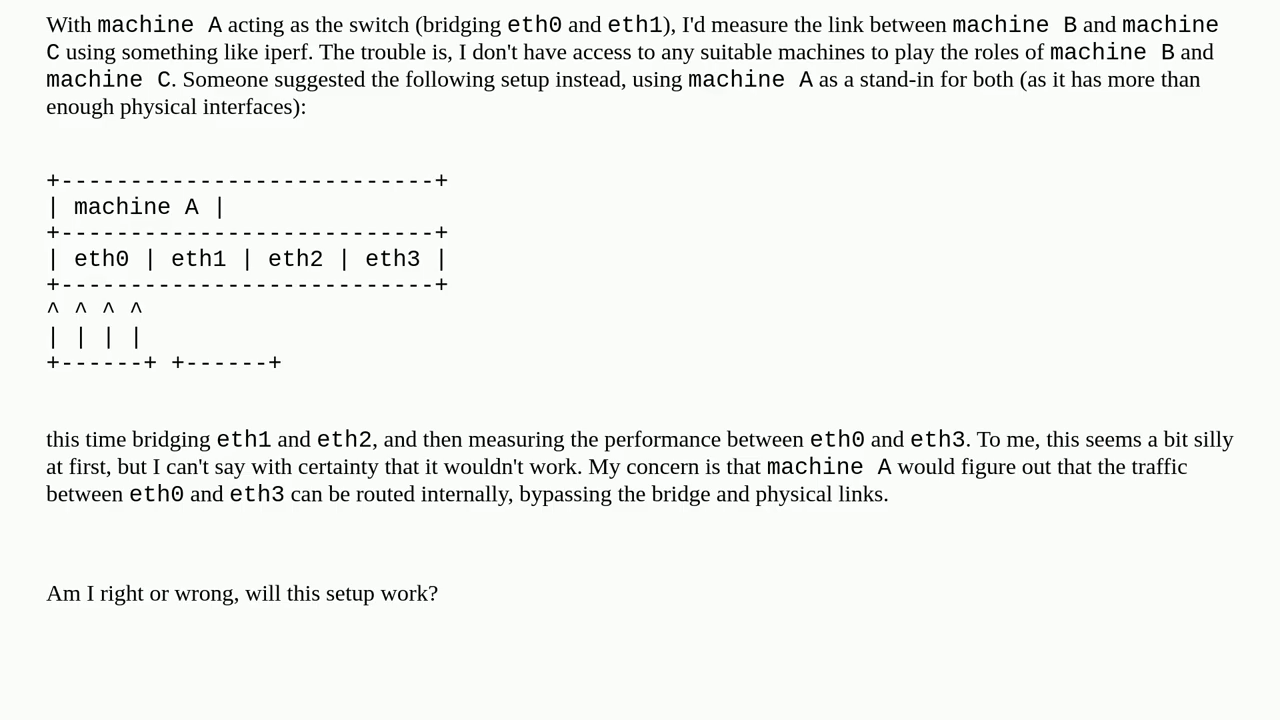 With machine A acting as the switch (bridging eth0 and eth1), I'd measure the link between machine B and machine
C using something like iperf. The trouble is, I don't have access to any suitable machines to play the roles of machine B and
machine C. Someone suggested the following setup instead, using machine A as a stand-in for both (as it has more than
enough physical interfaces):
+---------------------------+
| machine A |
+---------------------------+
| eth0 | eth1 | eth2 | eth3 |
+---------------------------+
^ ^ ^ ^
| | | |
+------+ +------+
this time bridging eth1 and eth2, and then measuring the performance between eth0 and eth3. To me, this seems a bit silly
at first, but I can't say with certainty that it wouldn't work. My concern is that machine A would figure out that the traffic
between eth0 and eth3 can be routed internally, bypassing the bridge and physical links.
Am I right or wrong, will this setup work?